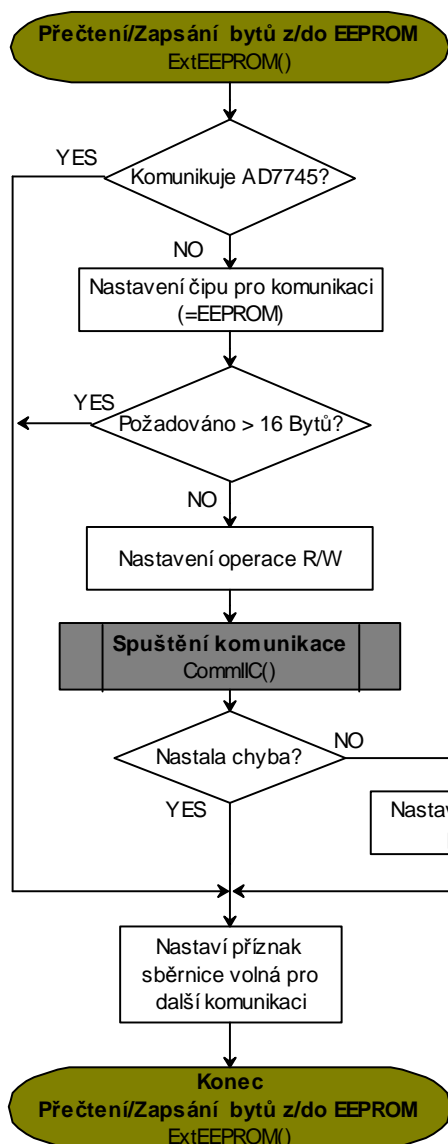 Přečtení/Zapsání bytů z/do EEPROM
ExtEEPROM()
YES
Komunikuje AD7745?
NO
Nastavení čipu pro komunikaci
(=EEPROM)
YES
Požadováno > 16 Bytů?
NO
Nastavení operace R/W
Spuštění komunikace
CommIIC()
Nastala chyba?
NO
YES
Nastaví příznak
sběrnice volná pro
další komunikaci
Konec
Přečtení/Zapsání bytů z/do EEPROM
ExtEEPROM()